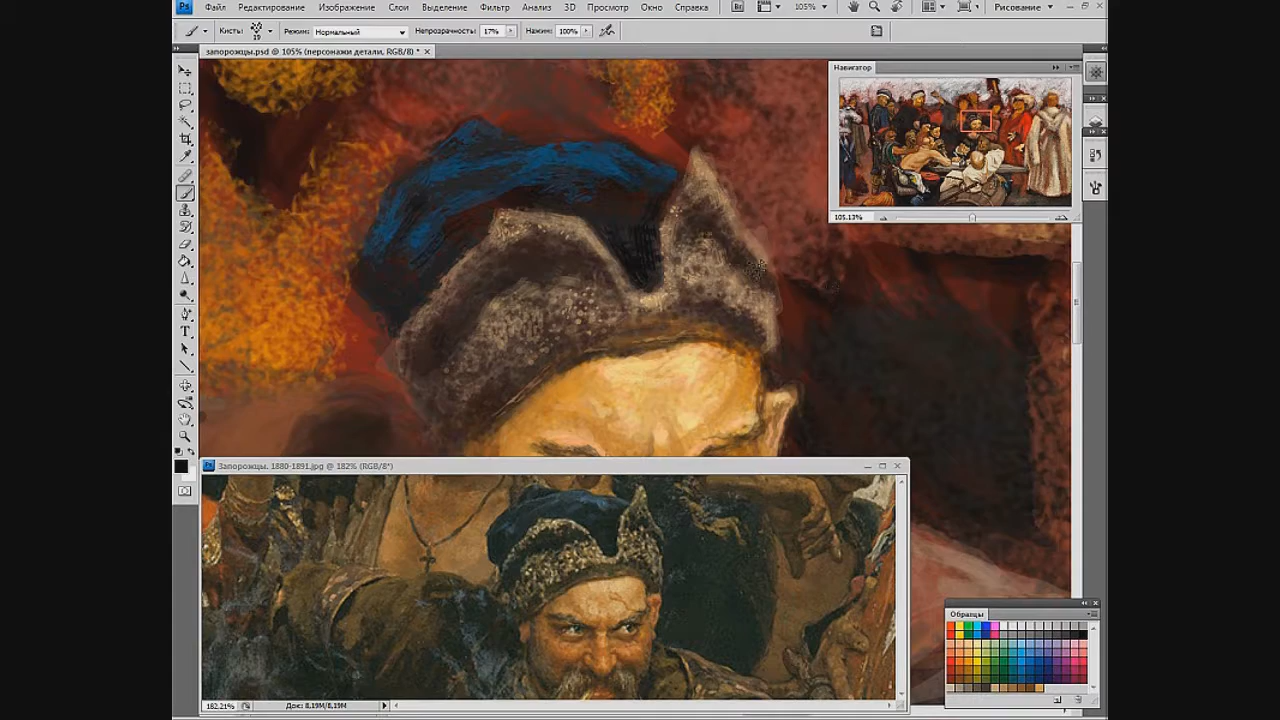 Ps Файл Редактирование Изображение Слои Выделение Фильтр Анализ 3D Просмотр Окно Справка Br 105% Рисование
Кисть: 19 Режим: Нормальный Непрозрачность: 17% Нажим: 100%
запорожцы.psd @ 105% (персонажи детали, RGB/8) *
Навигатор
105.13%
Запорожцы. 1880-1891.jpg @ 182% (RGB/8*)
Образцы
182.21% Док: 8,19M/8,19M